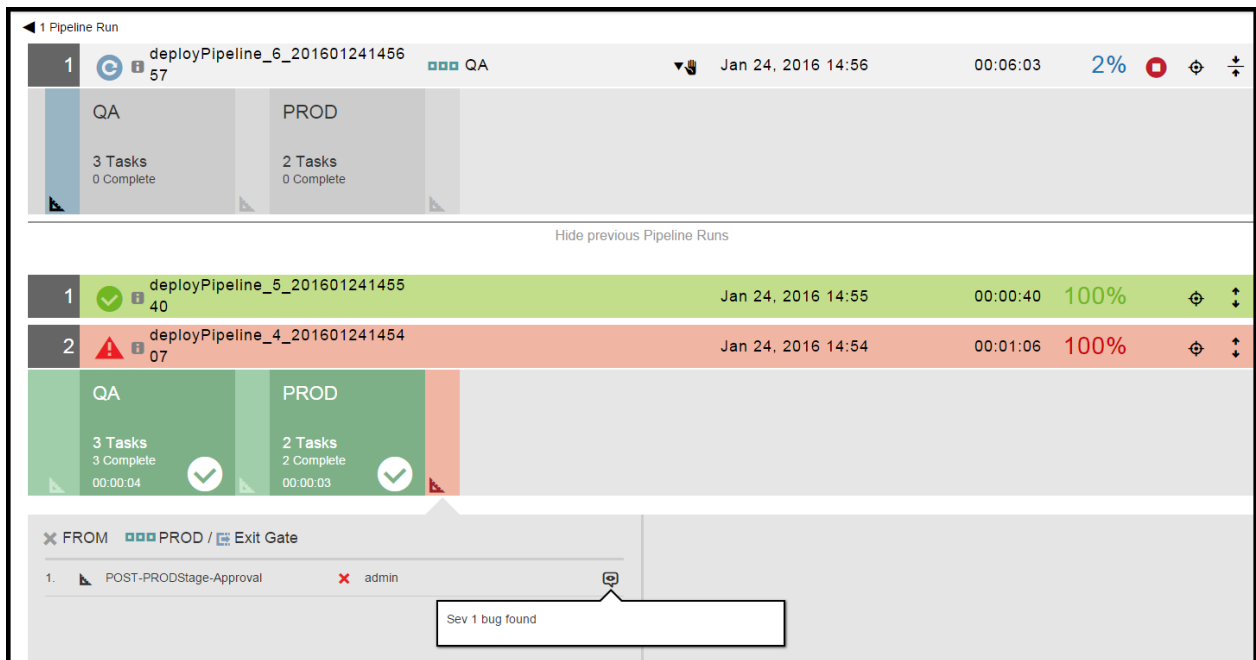 1 Pipeline Run
1 deployPipeline_6_201601241456 QA Jan 24, 2016 14:56 00:06:03 2%
57
QA PROD
3 Tasks 2 Tasks
0 Complete 0 Complete
Hide previous Pipeline Runs
1 deployPipeline_5_201601241455 Jan 24, 2016 14:55 00:00:40 100%
40
2 deployPipeline_4_201601241454 Jan 24, 2016 14:54 00:01:06 100%
07
QA PROD
3 Tasks 2 Tasks
3 Complete 2 Complete
00:00:04 00:00:03
FROM PROD / Exit Gate
1. POST-PRODStage-Approval admin
Sev 1 bug found